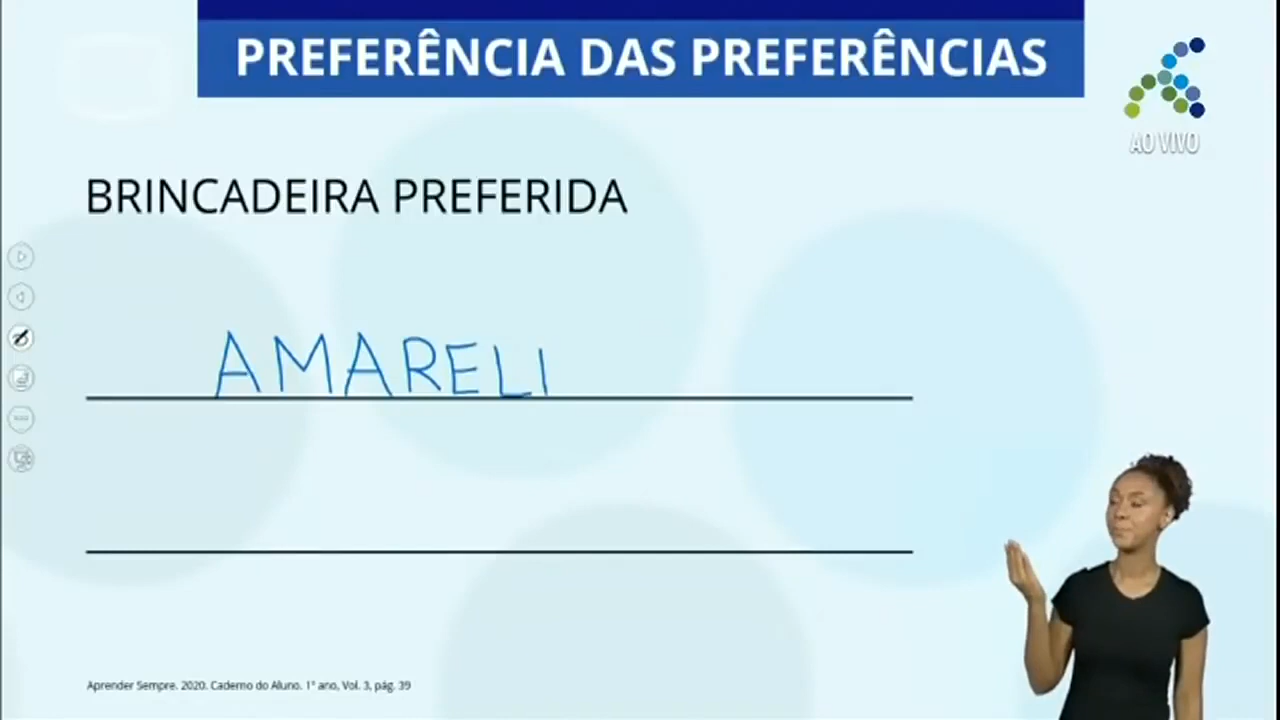 PREFERÊNCIA DAS PREFERÊNCIAS
AO VIVO
BRINCADEIRA PREFERIDA
AMARELI
Aprender Sempre. 2020. Caderno do Aluno. 1° ano, Vol. 3, pág. 39